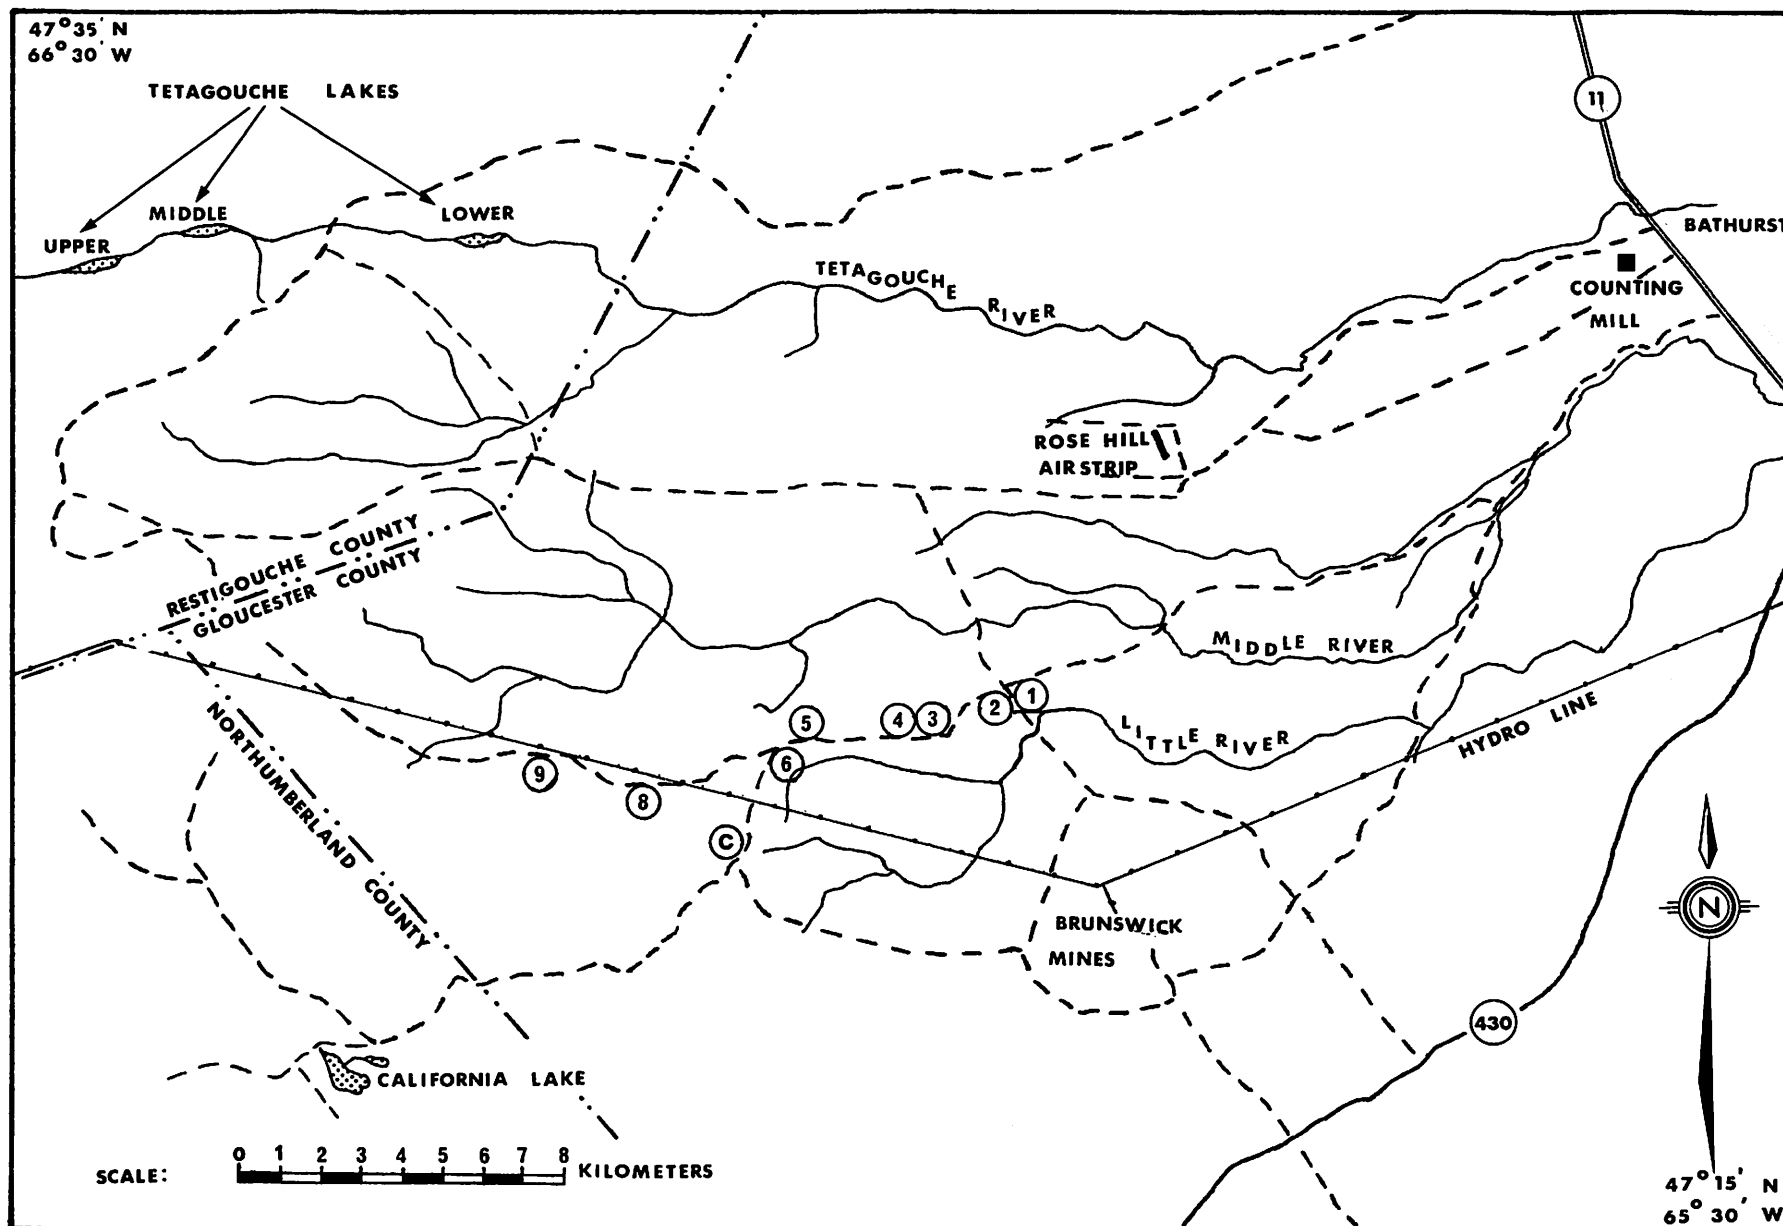 47°35' N
66°30' W
TETAGOUCHE LAKES
UPPER
MIDDLE
LOWER
11
BATHURST
COUNTING
MILL
TETAGOUCHE RIVER
ROSE HILL
AIRSTRIP
RESTIGOUCHE COUNTY
GLOUCESTER COUNTY
NORTHUMBERLAND COUNTY
MIDDLE RIVER
LITTLE RIVER
HYDRO LINE
1
2
3
4
5
6
8
9
C
BRUNSWICK
MINES
430
N
CALIFORNIA LAKE
SCALE:
0 1 2 3 4 5 6 7 8
KILOMETERS
47°15' N
65°30' W